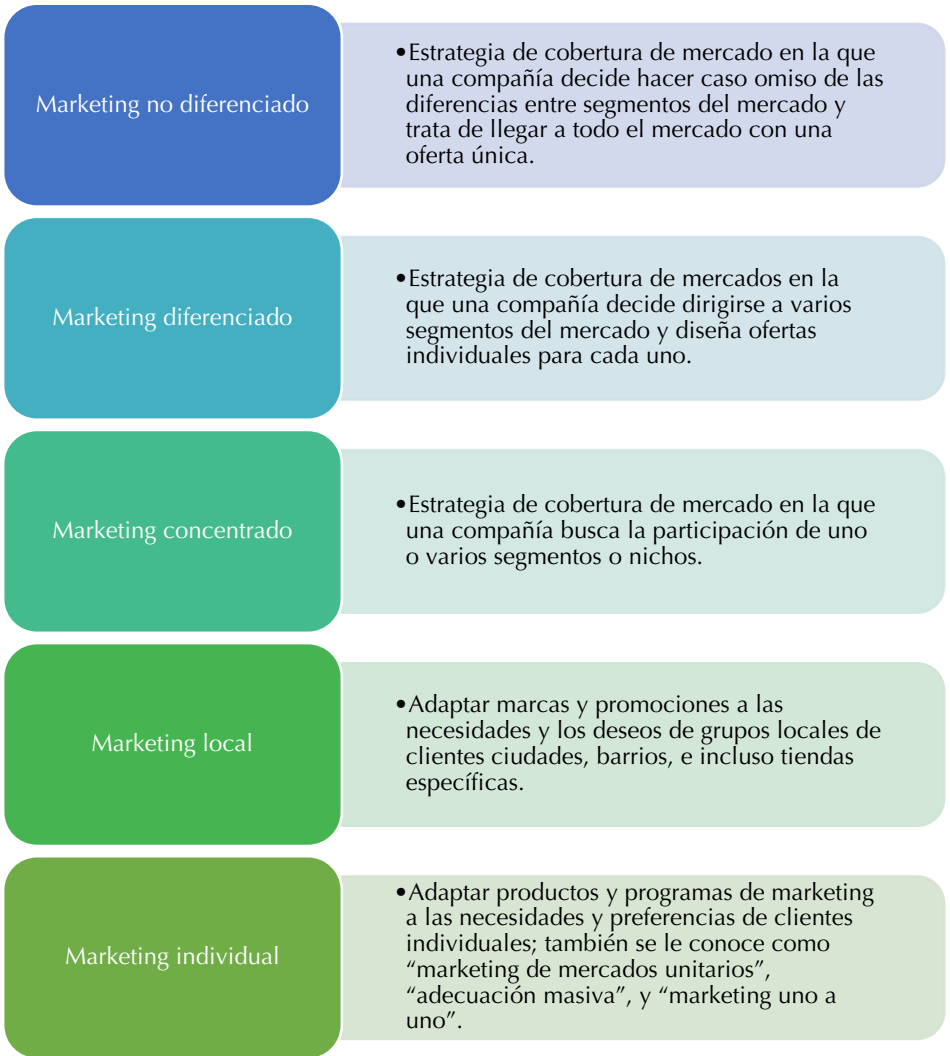 Marketing no diferenciado
•Estrategia de cobertura de mercado en la que
una compañía decide hacer caso omiso de las
diferencias entre segmentos del mercado y
trata de llegar a todo el mercado con una
oferta única.
Marketing diferenciado
•Estrategia de cobertura de mercados en la
que una compañía decide dirigirse a varios
segmentos del mercado y diseña ofertas
individuales para cada uno.
Marketing concentrado
•Estrategia de cobertura de mercado en la que
una compañía busca la participación de uno
o varios segmentos o nichos.
Marketing local
•Adaptar marcas y promociones a las
necesidades y los deseos de grupos locales de
clientes ciudades, barrios, e incluso tiendas
específicas.
Marketing individual
•Adaptar productos y programas de marketing
a las necesidades y preferencias de clientes
individuales; también se le conoce como
“marketing de mercados unitarios”,
“adecuación masiva”, y “marketing uno a
uno”.